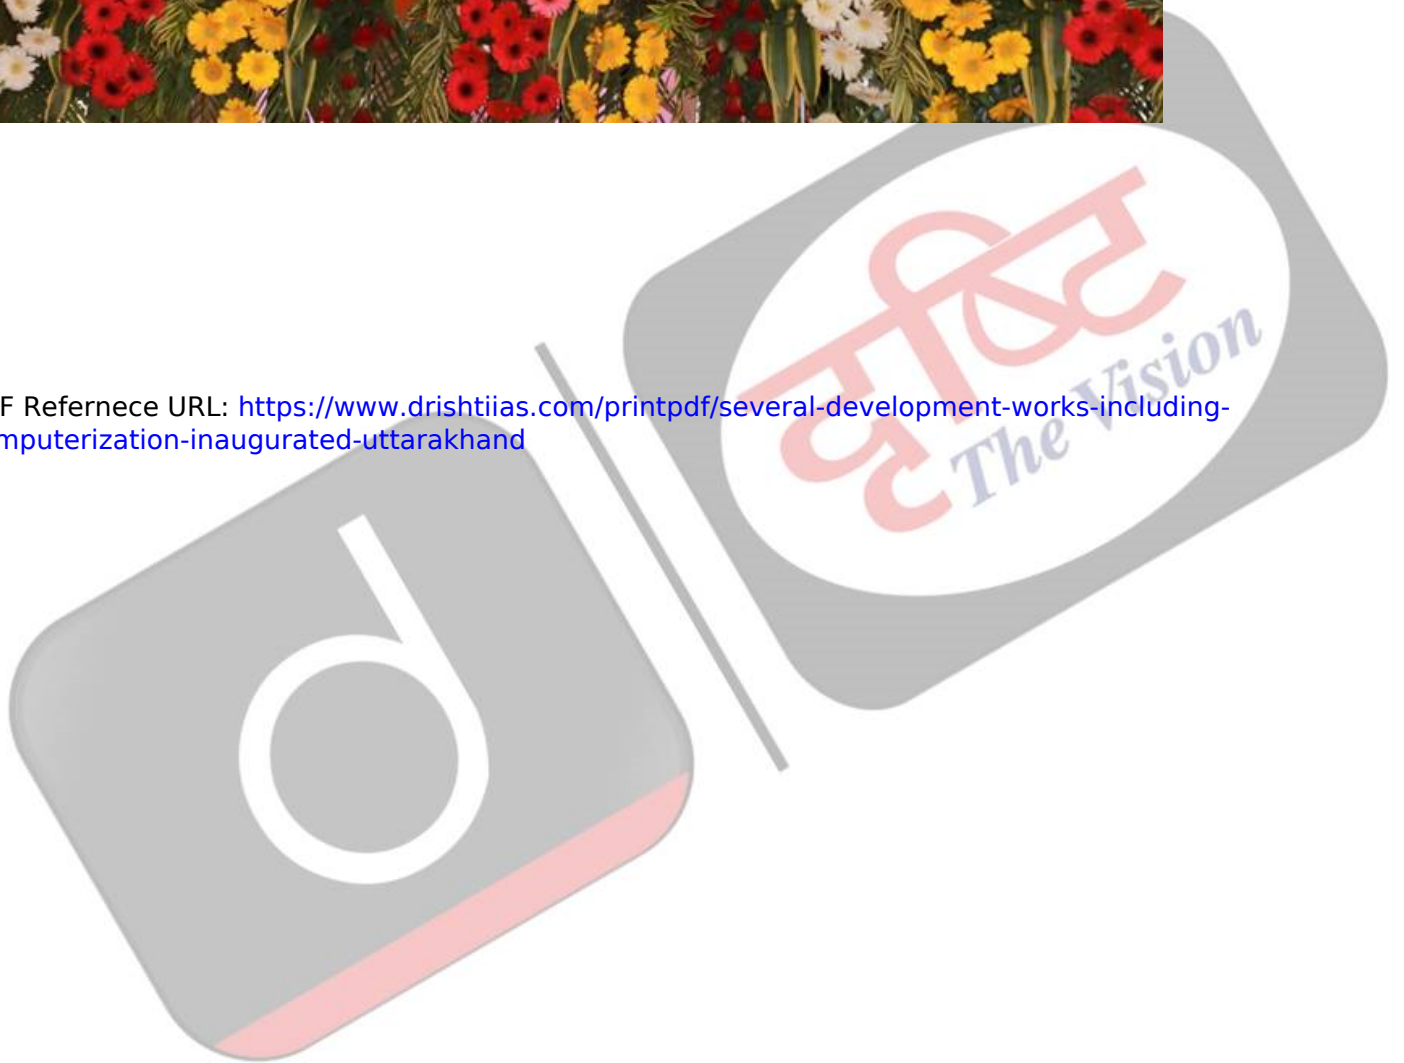 F Refernece URL: https://www.drishtiias.com/printpdf/several-development-works-including-
mputerization-inaugurated-uttarakhand
दृष्टि
The Vision
d